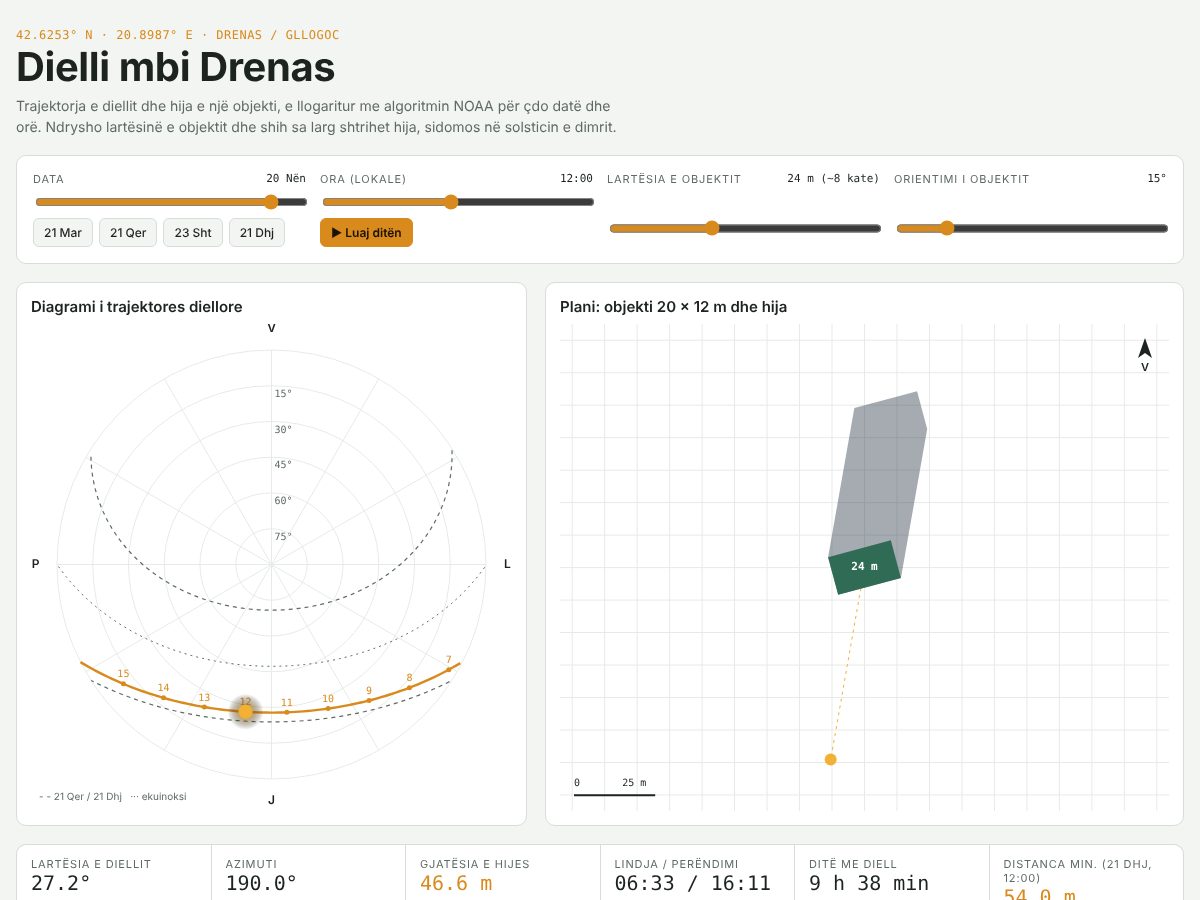 42.6253° N · 20.8987° E · DRENAS / GLLOGOC
Dielli mbi Drenas
Trajektorja e diellit dhe hija e një objekti, e llogaritur me algoritmin NOAA për çdo datë dhe
orë. Ndrysho lartësinë e objektit dhe shih sa larg shtrihet hija, sidomos në solsticin e dimrit.
DATA 20 Nën
ORA (LOKALE) 12:00
LARTËSIA E OBJEKTIT 24 m (~8 kate)
ORIENTIMI I OBJEKTIT 15°
21 Mar
21 Qer
23 Sht
21 Dhj
▶ Luaj ditën
Diagrami i trajektores diellore
V
15°
30°
45°
60°
75°
P
L
15
14
13
12
11
10
9
8
7
J
- - 21 Qer / 21 Dhj ··· ekuinoksi
Plani: objekti 20 × 12 m dhe hija
V
24 m
0 25 m
LARTËSIA E DIELLIT
27.2°
AZIMUTI
190.0°
GJATËSIA E HIJES
46.6 m
LINDJA / PERËNDIMI
06:33 / 16:11
DITË ME DIELL
9 h 38 min
DISTANCA MIN. (21 DHJ,
12:00)
54.0 m